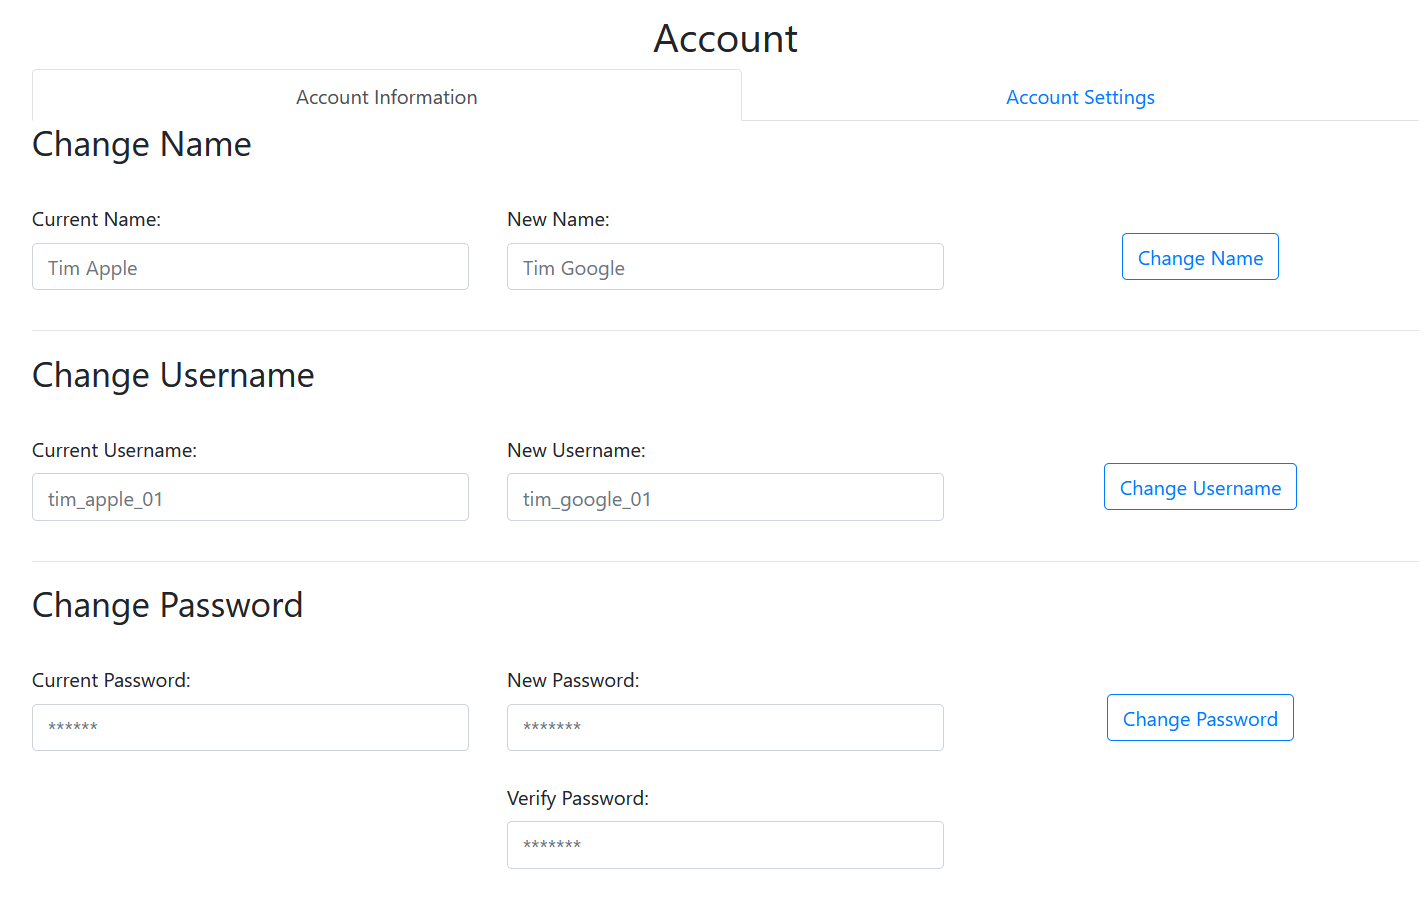 Account
Account Information Account Settings
Change Name
Current Name: New Name:
Tim Apple Tim Google Change Name
Change Username
Current Username: New Username:
tim_apple_01 tim_google_01 Change Username
Change Password
Current Password: New Password:
****** ******* Change Password
Verify Password:
*******